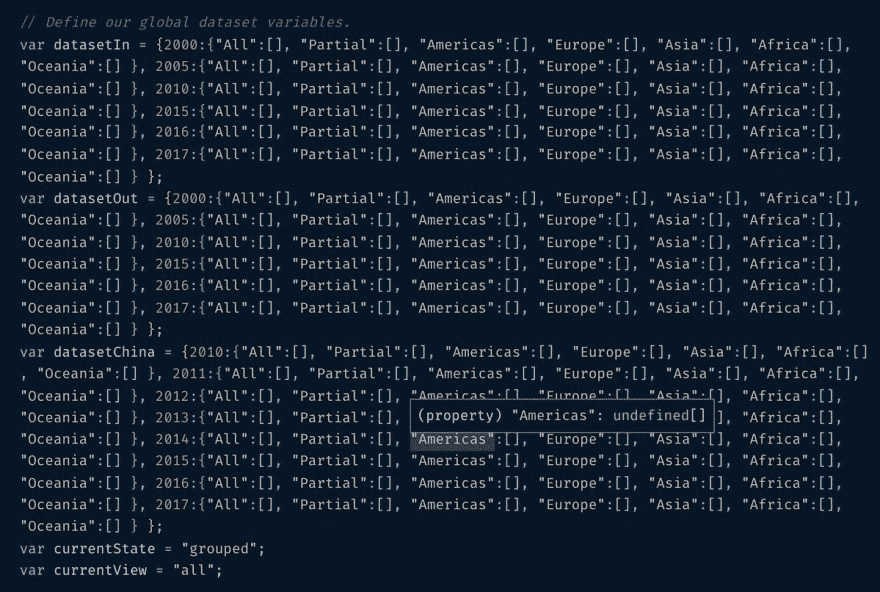 // Define our global dataset variables.
var datasetIn = {2000:{"All":[], "Partial":[], "Americas":[], "Europe":[], "Asia":[], "Africa":[],
"Oceania":[] }, 2005:{"All":[], "Partial":[], "Americas":[], "Europe":[], "Asia":[], "Africa":[],
"Oceania":[] }, 2010:{"All":[], "Partial":[], "Americas":[], "Europe":[], "Asia":[], "Africa":[],
"Oceania":[] }, 2015:{"All":[], "Partial":[], "Americas":[], "Europe":[], "Asia":[], "Africa":[],
"Oceania":[] }, 2016:{"All":[], "Partial":[], "Americas":[], "Europe":[], "Asia":[], "Africa":[],
"Oceania":[] }, 2017:{"All":[], "Partial":[], "Americas":[], "Europe":[], "Asia":[], "Africa":[],
"Oceania":[] } };
var datasetOut = {2000:{"All":[], "Partial":[], "Americas":[], "Europe":[], "Asia":[], "Africa":[],
"Oceania":[] }, 2005:{"All":[], "Partial":[], "Americas":[], "Europe":[], "Asia":[], "Africa":[],
"Oceania":[] }, 2010:{"All":[], "Partial":[], "Americas":[], "Europe":[], "Asia":[], "Africa":[],
"Oceania":[] }, 2015:{"All":[], "Partial":[], "Americas":[], "Europe":[], "Asia":[], "Africa":[],
"Oceania":[] }, 2016:{"All":[], "Partial":[], "Americas":[], "Europe":[], "Asia":[], "Africa":[],
"Oceania":[] }, 2017:{"All":[], "Partial":[], "Americas":[], "Europe":[], "Asia":[], "Africa":[],
"Oceania":[] } };
var datasetChina = {2010:{"All":[], "Partial":[], "Americas":[], "Europe":[], "Asia":[], "Africa":[]
, "Oceania":[] }, 2011:{"All":[], "Partial":[], "Americas":[], "Europe":[], "Asia":[], "Africa":[],
"Oceania":[] }, 2012:{"All":[], "Partial":[], "Americas":[], "Europe":[], "Asia":[], "Africa":[],
"Oceania":[] }, 2013:{"All":[], "Partial":[], (property) "Americas": undefined[] ], "Africa":[],
"Oceania":[] }, 2014:{"All":[], "Partial":[], "Americas":[], "Europe":[], "Asia":[], "Africa":[],
"Oceania":[] }, 2015:{"All":[], "Partial":[], "Americas":[], "Europe":[], "Asia":[], "Africa":[],
"Oceania":[] }, 2016:{"All":[], "Partial":[], "Americas":[], "Europe":[], "Asia":[], "Africa":[],
"Oceania":[] }, 2017:{"All":[], "Partial":[], "Americas":[], "Europe":[], "Asia":[], "Africa":[],
"Oceania":[] } };
var currentState = "grouped";
var currentView = "all";